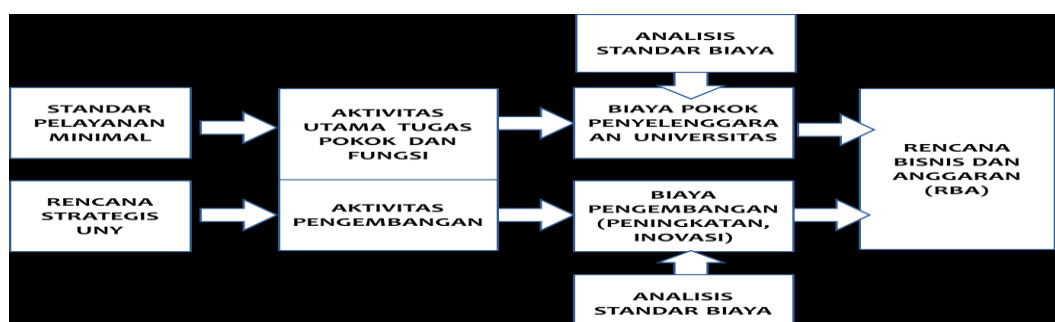 ANALISIS
STANDAR BIAYA
STANDAR
PELAYANAN
MINIMAL
AKTIVITAS
UTAMA TUGAS
POKOK DAN
FUNGSI
BIAYA POKOK
PENYELENGGARA
AN UNIVERSITAS
RENCANA
BISNIS DAN
ANGGARAN
(RBA)
RENCANA
STRATEGIS
UNY
AKTIVITAS
PENGEMBANGAN
BIAYA
PENGEMBANGAN
(PENINGKATAN,
INOVASI)
ANALISIS
STANDAR BIAYA